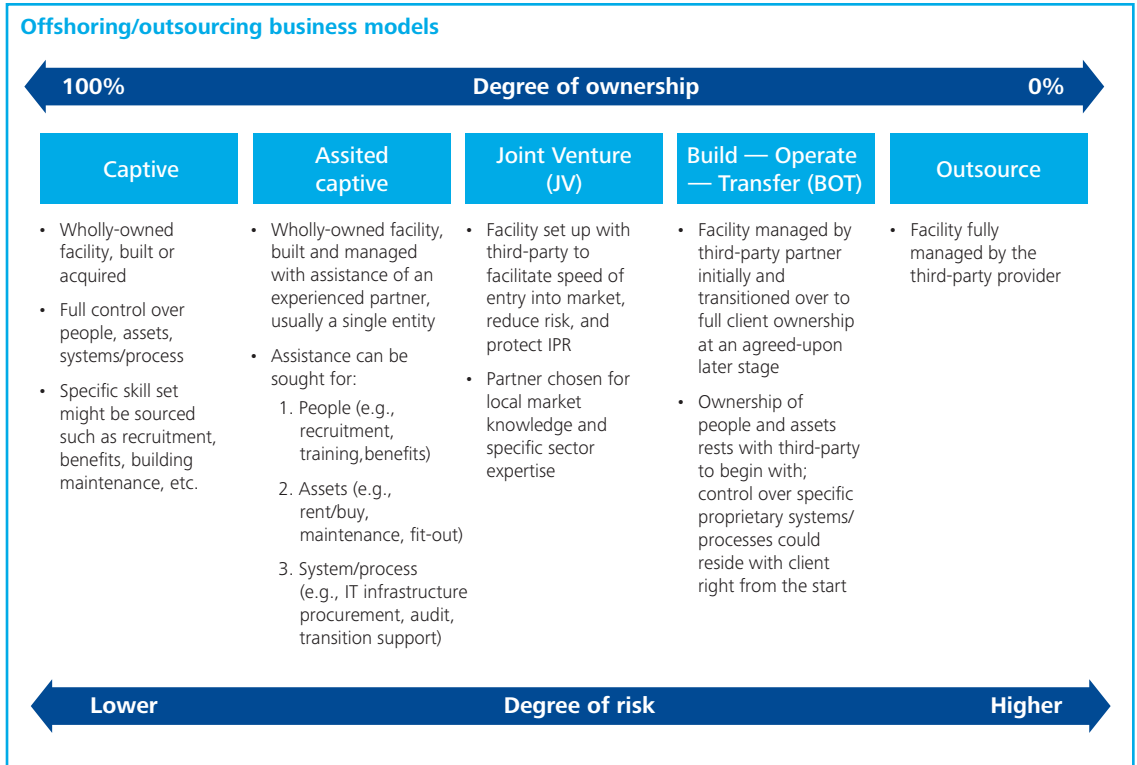 Offshoring/outsourcing business models
100% Degree of ownership 0%
Captive
• Wholly-owned
facility, built or
acquired
• Full control over
people, assets,
systems/process
• Specific skill set
might be sourced
such as recruitment,
benefits, building
maintenance, etc.
Assited
captive
• Wholly-owned facility,
built and managed
with assistance of an
experienced partner,
usually a single entity
• Assistance can be
sought for:
1. People (e.g.,
recruitment,
training,benefits)
2. Assets (e.g.,
rent/buy,
maintenance, fit-out)
3. System/process
(e.g., IT infrastructure
procurement, audit,
transition support)
Joint Venture
(JV)
• Facility set up with
third-party to
facilitate speed of
entry into market,
reduce risk, and
protect IPR
• Partner chosen for
local market
knowledge and
specific sector
expertise
Build — Operate
— Transfer (BOT)
• Facility managed by
third-party partner
initially and
transitioned over to
full client ownership
at an agreed-upon
later stage
• Ownership of
people and assets
rests with third-party
to begin with;
control over specific
proprietary systems/
processes could
reside with client
right from the start
Outsource
• Facility fully
managed by the
third-party provider
Lower Degree of risk Higher